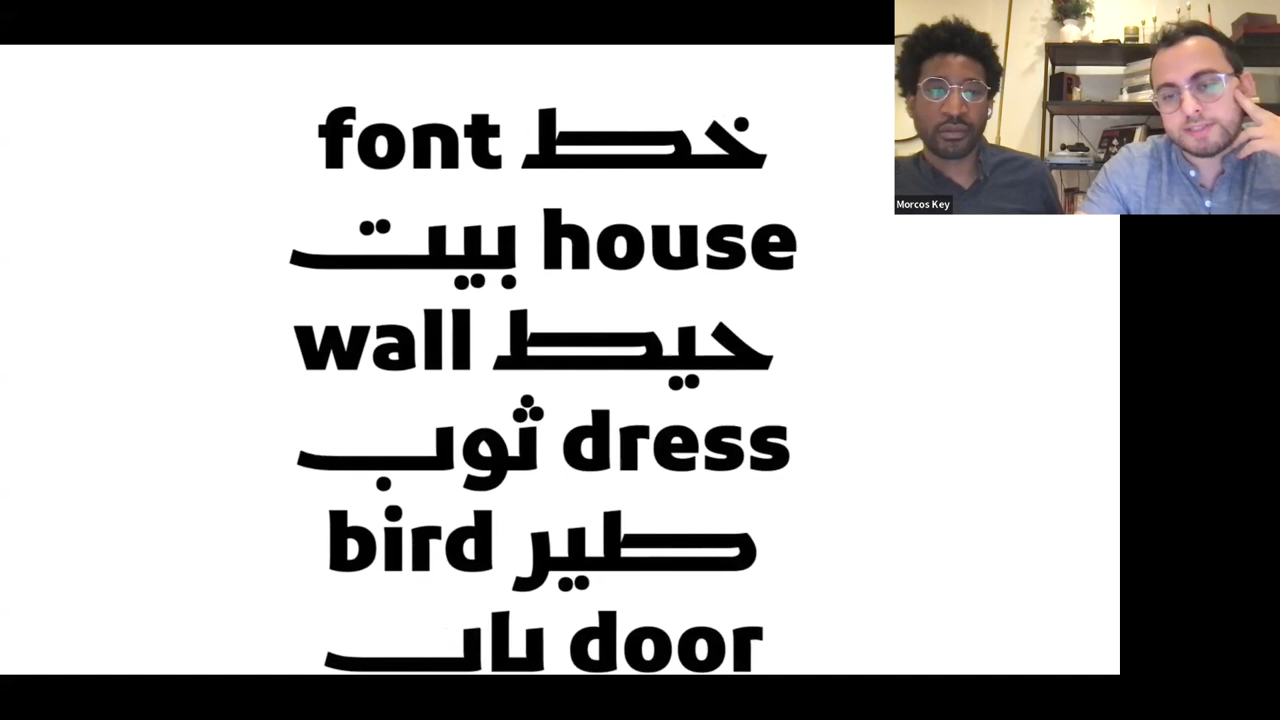 font خط
بيت house
wall حيط
ثوب dress
bird طير
باب door
Morcos Key